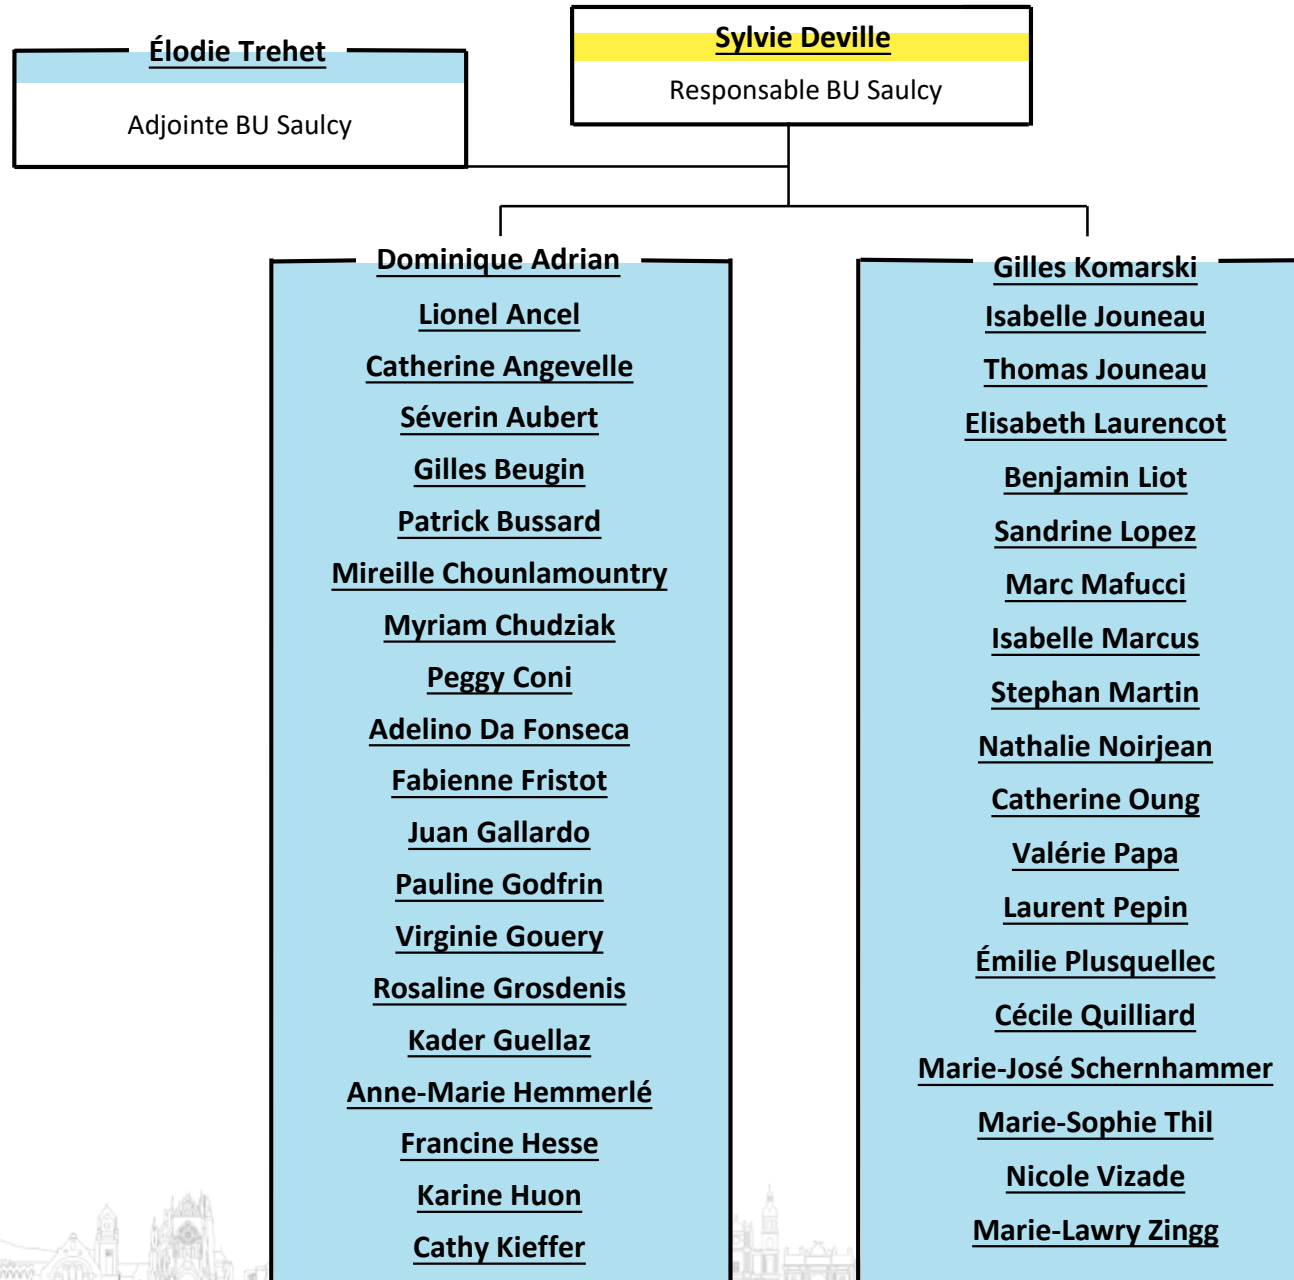 Élodie Trehet
Adjointe BU Saulcy
Sylvie Deville
Responsable BU Saulcy
Dominique Adrian
Lionel Ancel
Catherine Angevelle
Séverin Aubert
Gilles Beugin
Patrick Bussard
Mireille Chounlamountry
Myriam Chudziak
Peggy Coni
Adelino Da Fonseca
Fabienne Fristot
Juan Gallardo
Pauline Godfrin
Virginie Gouery
Rosaline Grosdenis
Kader Guellaz
Anne-Marie Hemmerlé
Francine Hesse
Karine Huon
Cathy Kieffer
Gilles Komarski
Isabelle Jouneau
Thomas Jouneau
Elisabeth Laurencot
Benjamin Liot
Sandrine Lopez
Marc Mafucci
Isabelle Marcus
Stephan Martin
Nathalie Noirjean
Catherine Oung
Valérie Papa
Laurent Pepin
Émilie Plusquellec
Cécile Quilliard
Marie-José Schernhammer
Marie-Sophie Thil
Nicole Vizade
Marie-Lawry Zingg